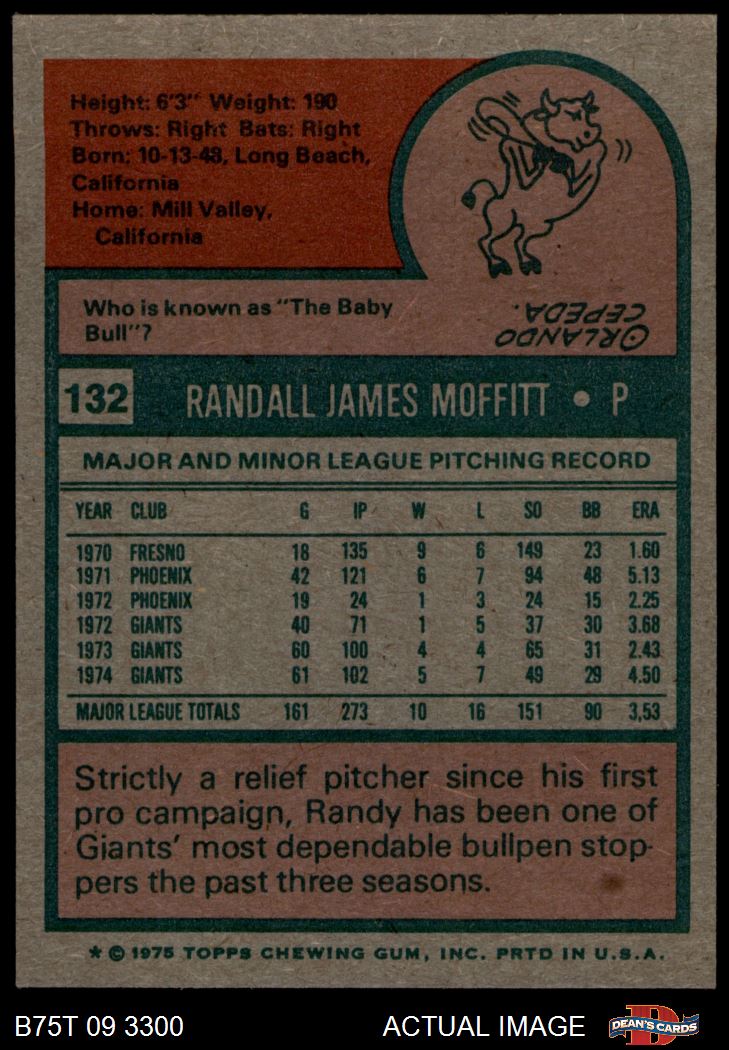 Height: 6'3" Weight: 190
Throws: Right Bats: Right
Born: 10-13-48, Long Beach,
California
Home: Mill Valley,
California
Who is known as "The Baby
Bull"?
ORLANDO
CEPEDA.
132 RANDALL JAMES MOFFITT • P
MAJOR AND MINOR LEAGUE PITCHING RECORD
YEAR CLUB G IP W L SO BB ERA
1970 FRESNO 18 135 9 6 149 23 1.60
1971 PHOENIX 42 121 6 7 94 48 5.13
1972 PHOENIX 19 24 1 3 24 15 2.25
1972 GIANTS 40 71 1 5 37 30 3.68
1973 GIANTS 60 100 4 4 65 31 2.43
1974 GIANTS 61 102 5 7 49 29 4.50
MAJOR LEAGUE TOTALS 161 273 10 16 151 90 3,53
Strictly a relief pitcher since his first
pro campaign, Randy has been one of
Giants' most dependable bullpen stop-
pers the past three seasons.
* © 1975 TOPPS CHEWING GUM, INC. PRTD IN U.S.A.
B75T 09 3300 ACTUAL IMAGE DEAN'S CARDS